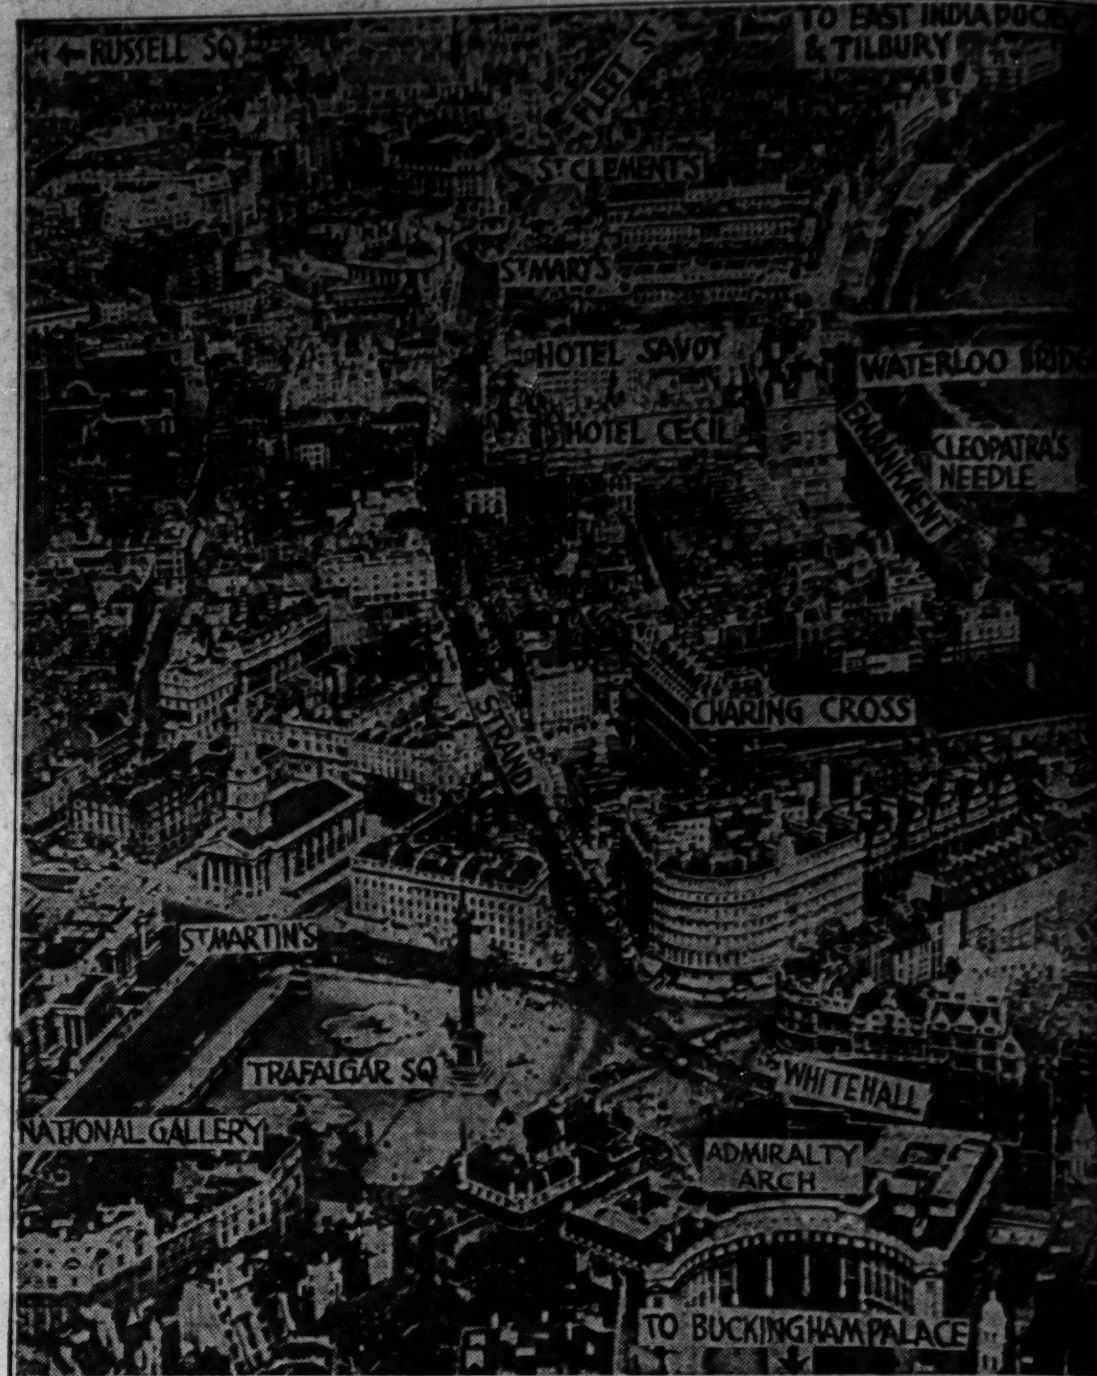 ← RUSSELL SQ.
TO EAST INDIA DOCKS
& TILBURY
FLEET ST
ST CLEMENT'S
ST MARY'S
HOTEL SAVOY
WATERLOO BRIDGE
HOTEL CECIL
EMBANKMENT
CLEOPATRA'S
NEEDLE
STRAND
CHARING CROSS
ST MARTIN'S
TRAFALGAR SQ
WHITEHALL
NATIONAL GALLERY
ADMIRALTY
ARCH
TO BUCKINGHAM PALACE